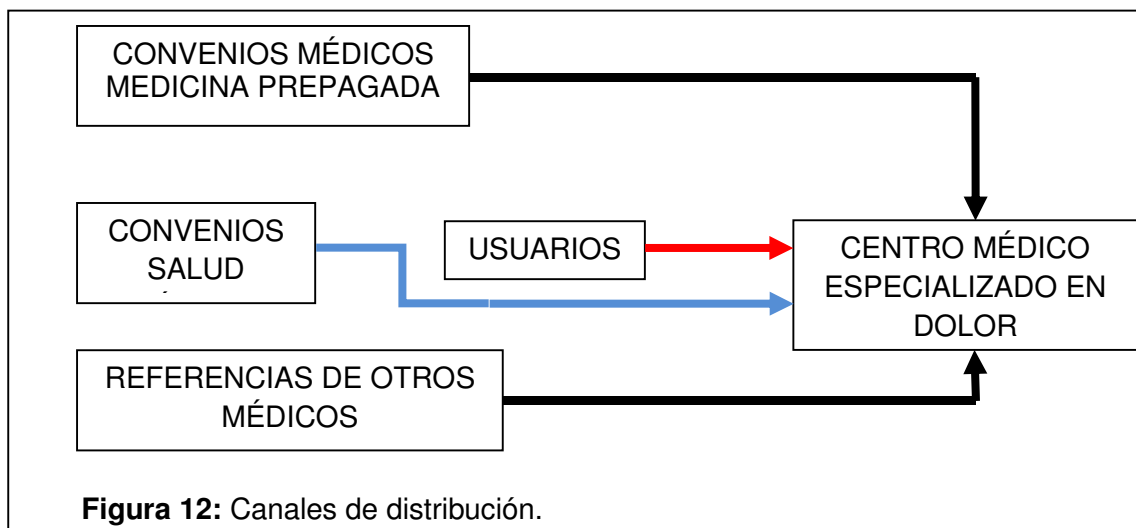 CONVENIOS MÉDICOS
MEDICINA PREPAGADA
CONVENIOS
SALUD
USUARIOS
CENTRO MÉDICO
ESPECIALIZADO EN
DOLOR
REFERENCIAS DE OTROS
MÉDICOS
Figura 12: Canales de distribución.